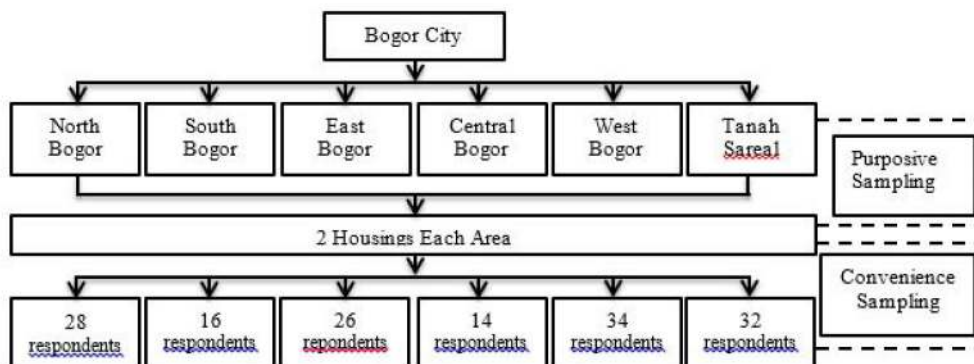 Bogor City
North
Bogor
South
Bogor
East
Bogor
Central
Bogor
West
Bogor
Tanah
Sareal
Purposive
Sampling
2 Housings Each Area
Convenience
Sampling
28
respondents
16
respondents
26
repondents
14
respondents
34
respondents
32
respondents